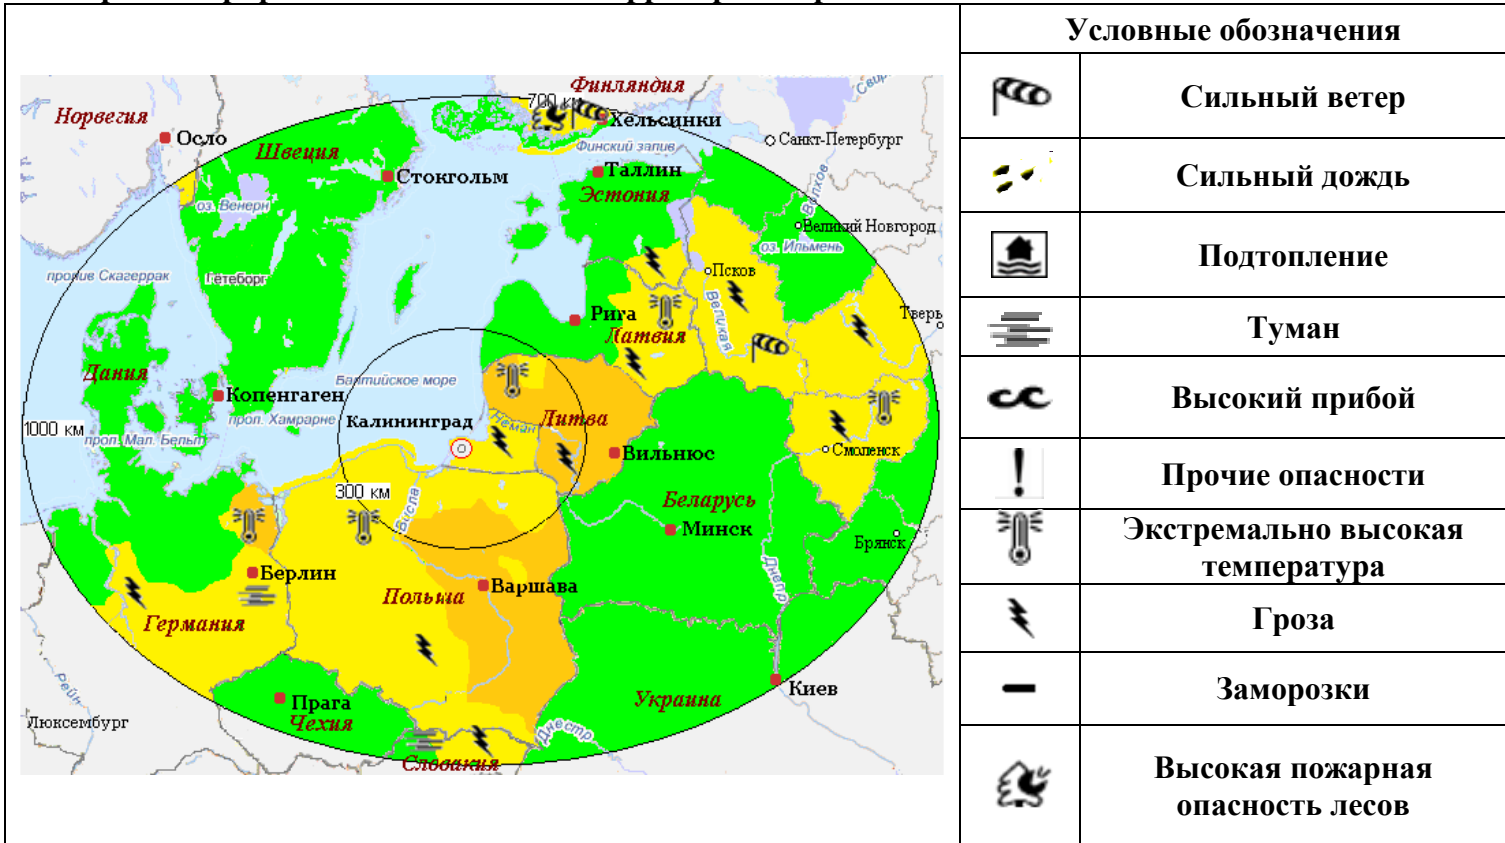 Норвегия
Осло
Швеция
Стокгольм
оз. Венерн
пролив Скагеррак
Гётеборг
Дания
Копенгаген
1000 км
прол. Мал. Бельт
прол. Хамрарне
Балтийское море
Калининград
300 км
700 км
Финляндия
Хельсинки
Финский запив
Таллин
Эстония
Санкт-Петербург
Волхов
Великий Новгород
оз. Ильмень
Псков
Великая
Тверь
Рига
Латвия
Неман
Литва
Вильнюс
Смоленск
Беларусь
Минск
Брянск
Днепр
Висла
Берлин
Германия
Польша
Варшава
Рейн
Люксембург
Прага
Чехия
Словакия
Днестр
Украина
Киев
Условные обозначения
Сильный ветер
Сильный дождь
Подтопление
Туман
Высокий прибой
Прочие опасности
Экстремально высокая
температура
Гроза
Заморозки
Высокая пожарная
опасность лесов